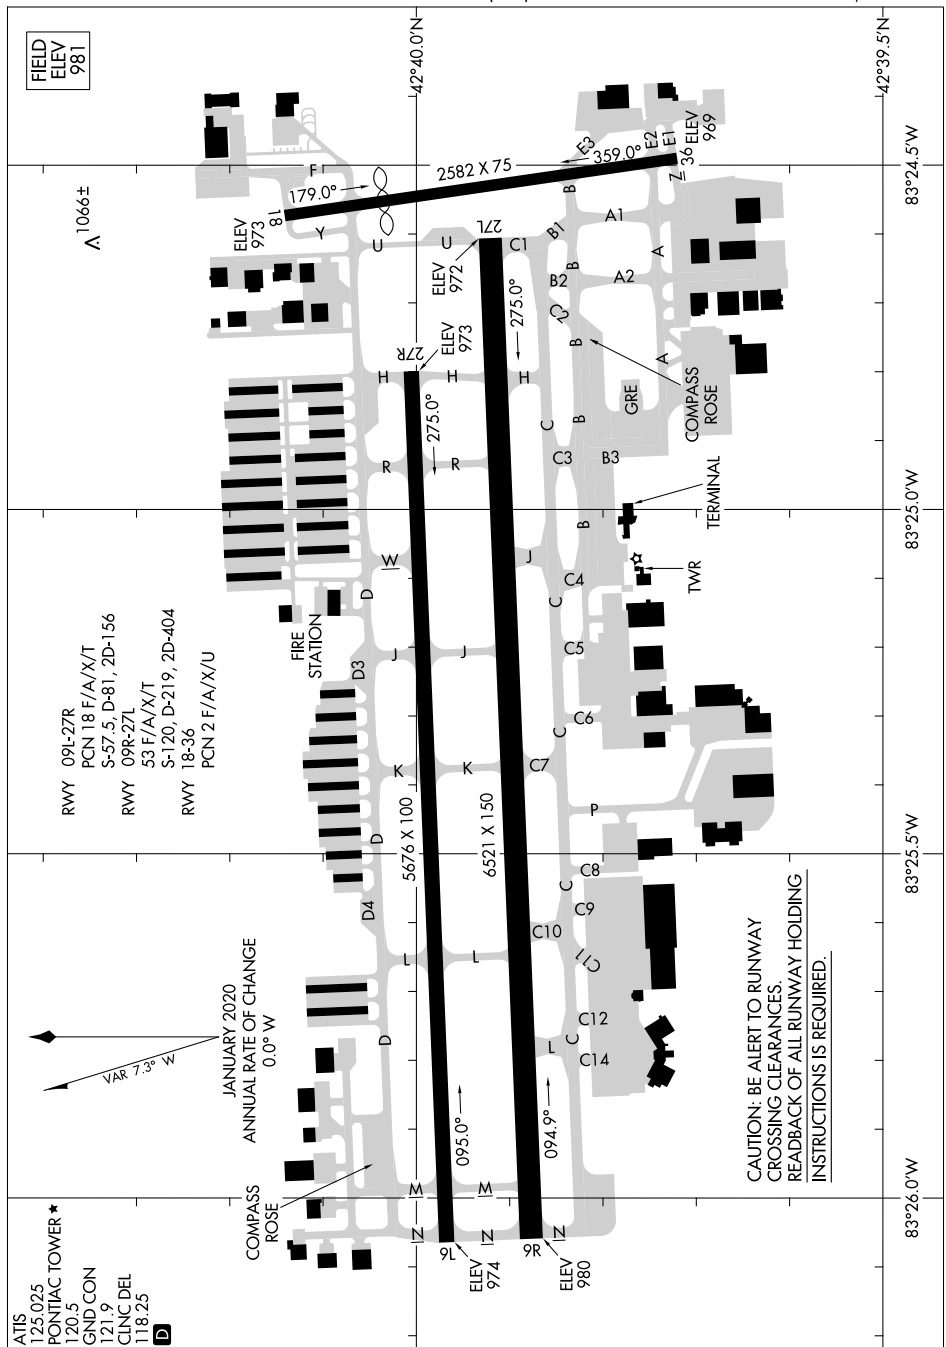 ATIS
125.025
PONTIAC TOWER ★
120.5
GND CON
121.9
CLNC DEL
118.25
D
FIELD
ELEV
981
1066±
VAR 7.3° W
JANUARY 2020
ANNUAL RATE OF CHANGE
0.0° W
RWY 09L-27R
PCN 18 F/A/X/T
S-57.5, D-81, 2D-156
RWY 09R-27L
53 F/A/X/T
S-120, D-219, 2D-404
RWY 18-36
PCN 2 F/A/X/U
COMPASS
ROSE
FIRE
STATION
D
D4
D
D3
D
W
R
H
U
Y
F
ELEV
973
18
179.0°
2582 X 75
359.0°
36
ELEV
969
N
M
L
K
J
9L
ELEV
974
095.0°
5676 X 100
275.0°
27R
ELEV
973
N
M
L
K
J
R
H
U
9R
ELEV
980
094.9°
6521 X 150
275.0°
27L
ELEV
972
N
L
C10
C7
J
H
C1
C
C
C
C
C
C2
B2
B1
C14
C12
C11
C9
C8
P
C6
C5
C4
C3
B
B
B
B
B
B3
E3
E2
E1
Z
A1
A2
A
A
GRE
COMPASS
ROSE
TERMINAL
TWR
CAUTION: BE ALERT TO RUNWAY
CROSSING CLEARANCES.
READBACK OF ALL RUNWAY HOLDING
INSTRUCTIONS IS REQUIRED.
42°40.0'N
42°39.5'N
83°26.0'W
83°25.5'W
83°25.0'W
83°24.5'W